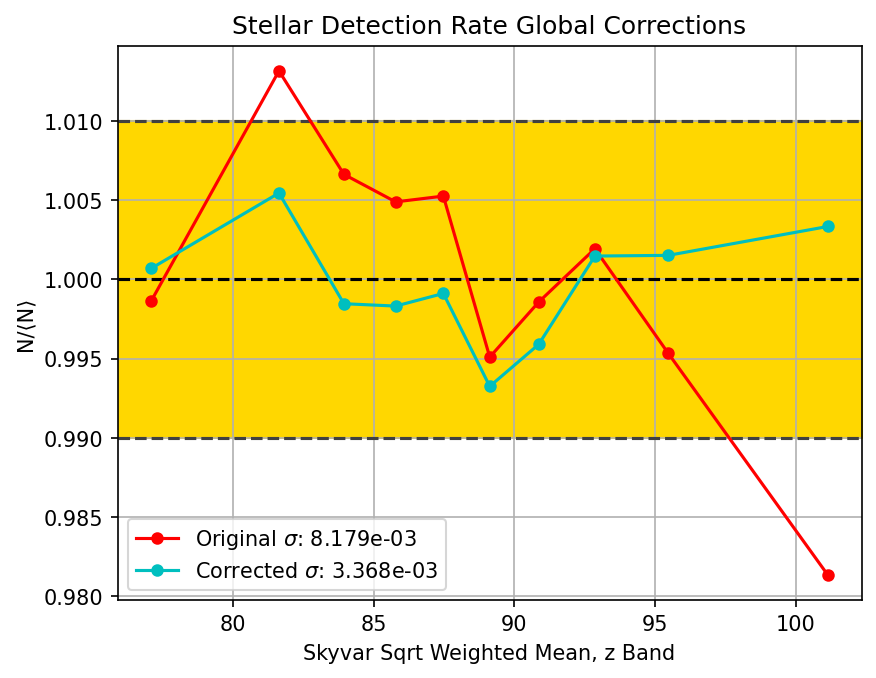 Stellar Detection Rate Global Corrections
N/⟨N⟩
1.010
1.005
1.000
0.995
0.990
0.985
0.980
Original σ: 8.179e-03
Corrected σ: 3.368e-03
80 85 90 95 100
Skyvar Sqrt Weighted Mean, z Band